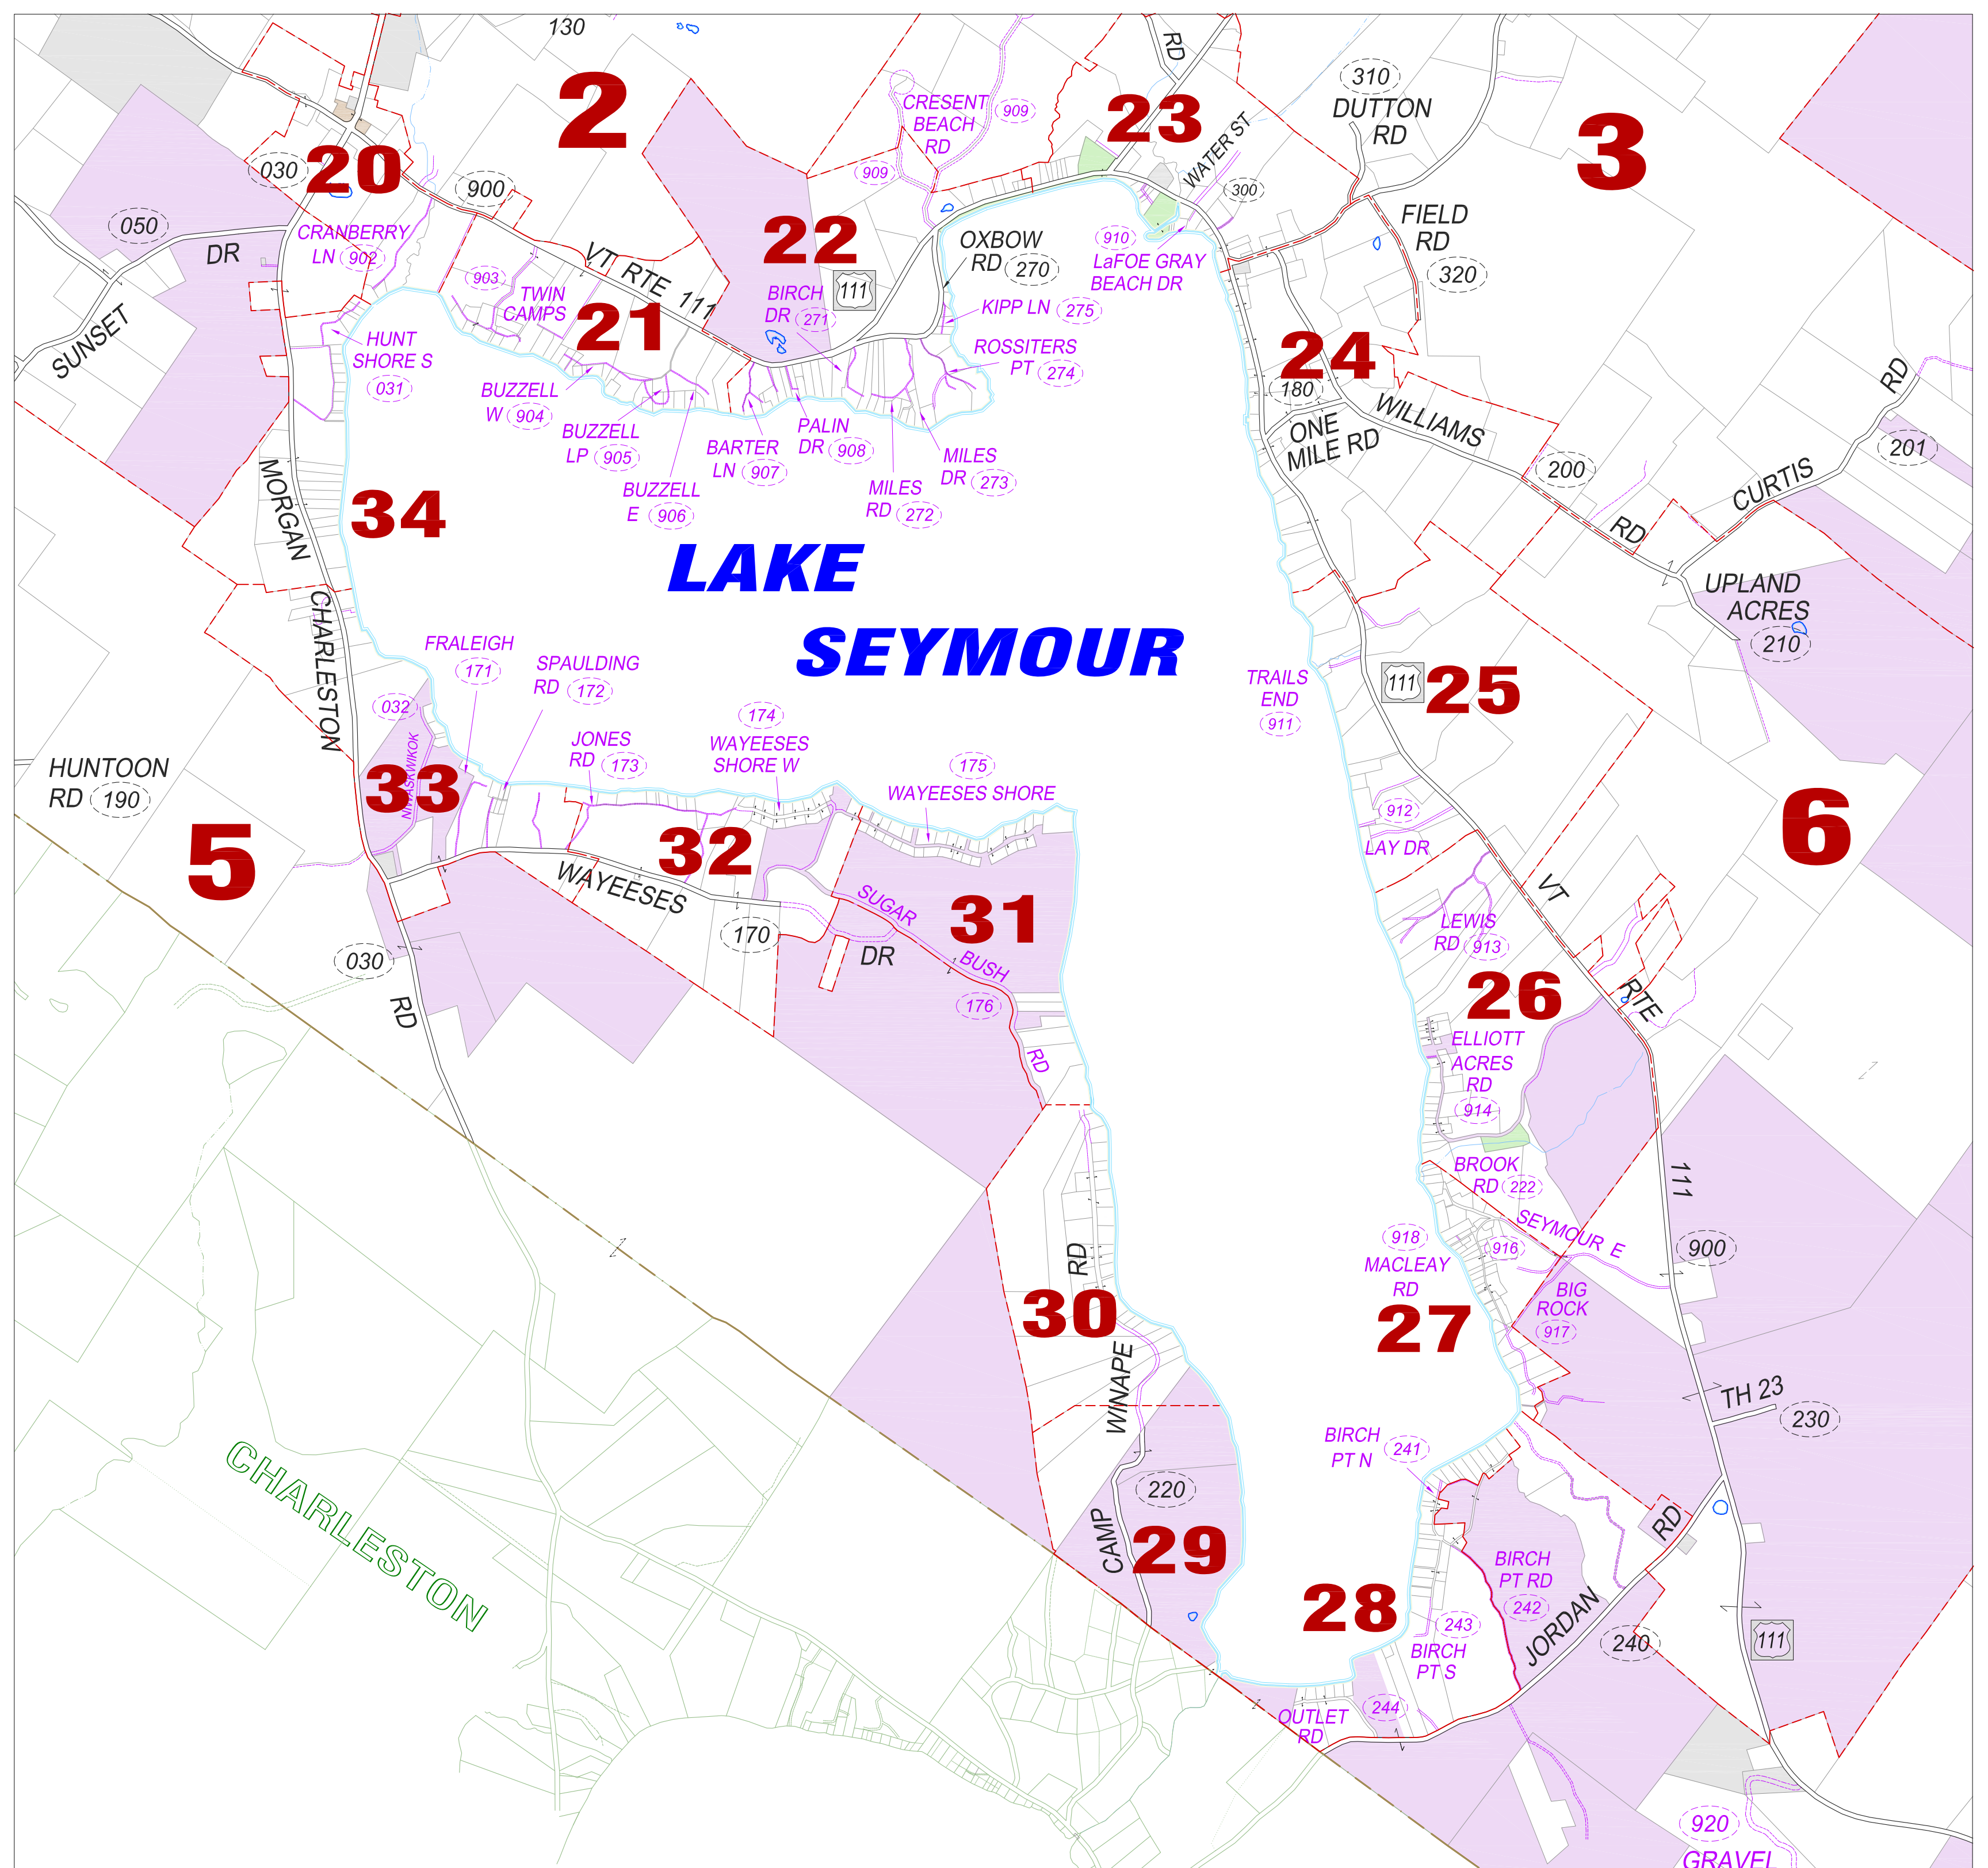 130
2
RD
310
DUTTON
RD
3
CRESENT
BEACH
RD
909
909
23
WATER ST
300
030
20
900
050
DR
SUNSET
CRANBERRY
LN 902
903
TWIN
CAMPS
VT RTE 111
22
111
21
BIRCH
DR 271
OXBOW
RD 270
KIPP LN 275
ROSSITERS
PT 274
910
LaFOE GRAY
BEACH DR
FIELD
RD
320
24
180
ONE
MILE RD
WILLIAMS
200
RD
CURTIS
RD
201
UPLAND
ACRES
210
HUNT
SHORE S
031
BUZZELL
W 904
BUZZELL
LP 905
BUZZELL
E 906
BARTER
LN 907
PALIN
DR 908
MILES
RD 272
MILES
DR 273
34
MORGAN
CHARLESTON
LAKE
SEYMOUR
FRALEIGH
171
SPAULDING
RD 172
032
NIWASKWIKOK
33
JONES
RD 173
174
WAYEESES
SHORE W
175
WAYEESES SHORE
TRAILS
END
911
111
25
HUNTOON
RD 190
5
32
WAYEESES
170
DR
SUGAR
BUSH
176
RD
31
912
LAY DR
6
VT
RTE
LEWIS
RD 913
26
030
RD
ELLIOTT
ACRES
RD
914
BROOK
RD 222
111
SEYMOUR E
916
900
918
MACLEAY
RD
BIG
ROCK
917
27
RD
30
WINAPE
CAMP
TH 23
230
BIRCH
PT N
241
220
29
28
RD
BIRCH
PT RD
242
243
BIRCH
PT S
JORDAN
240
111
244
OUTLET
RD
CHARLESTON
920
GRAVEL